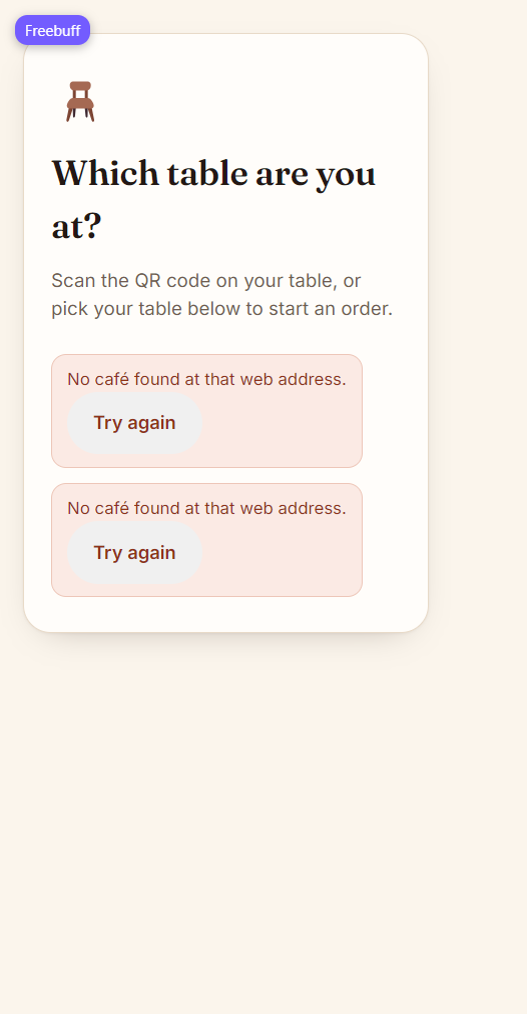 Freebuff
Which table are you
at?
Scan the QR code on your table, or
pick your table below to start an order.
No café found at that web address.
Try again
No café found at that web address.
Try again